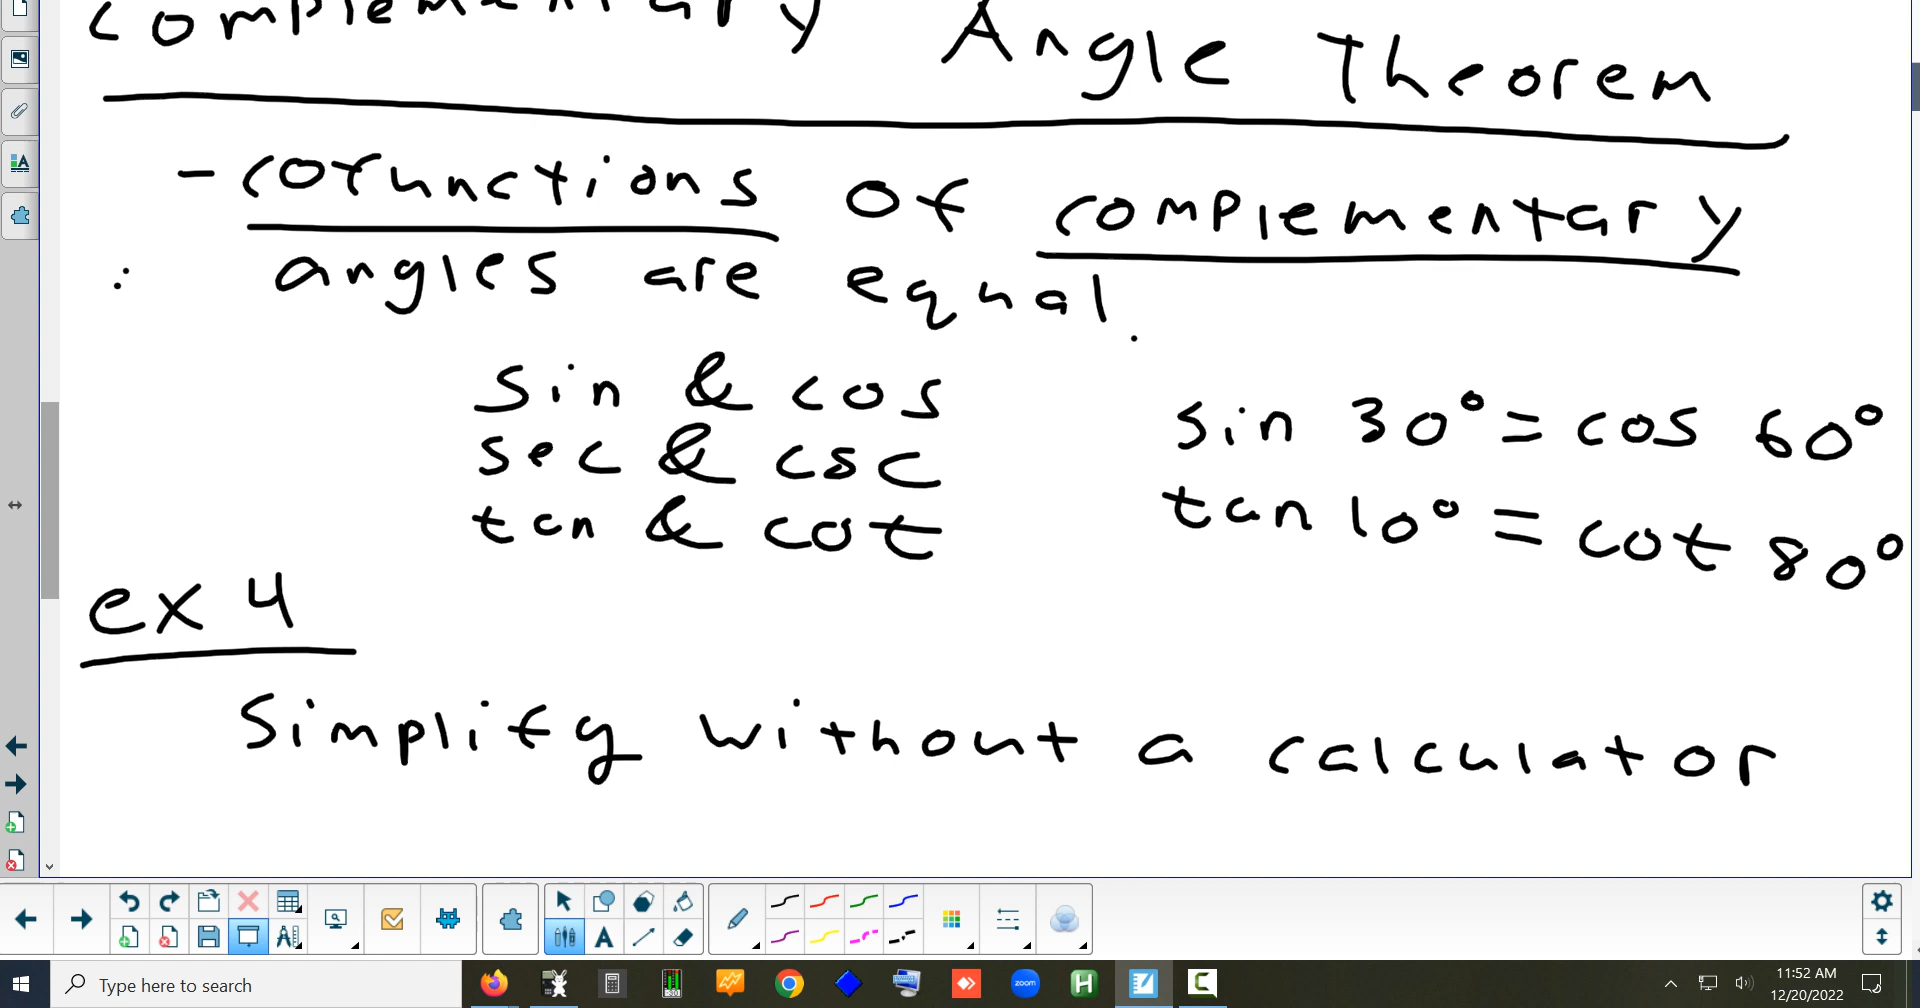 Complementary Angle Theorem
- cofunctions of complementary
angles are equal.
sin & cos
sec & csc
tan & cot
sin 30° = cos 60°
tan 10° = cot 80°
ex 4
Simplify without a calculator
Type here to search
zoom
11:52 AM
12/20/2022